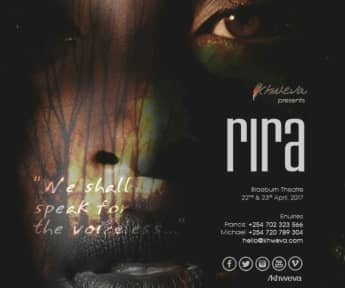 Khweva
presents
rira
Braeburn Theatre
22ND & 23rd April, 2017
"We shall
speak for
the voiceless..."
Enuiries
Francis: +254 702 323 566
Michael: +254 720 789 304
hello@khweva.com
/khweva